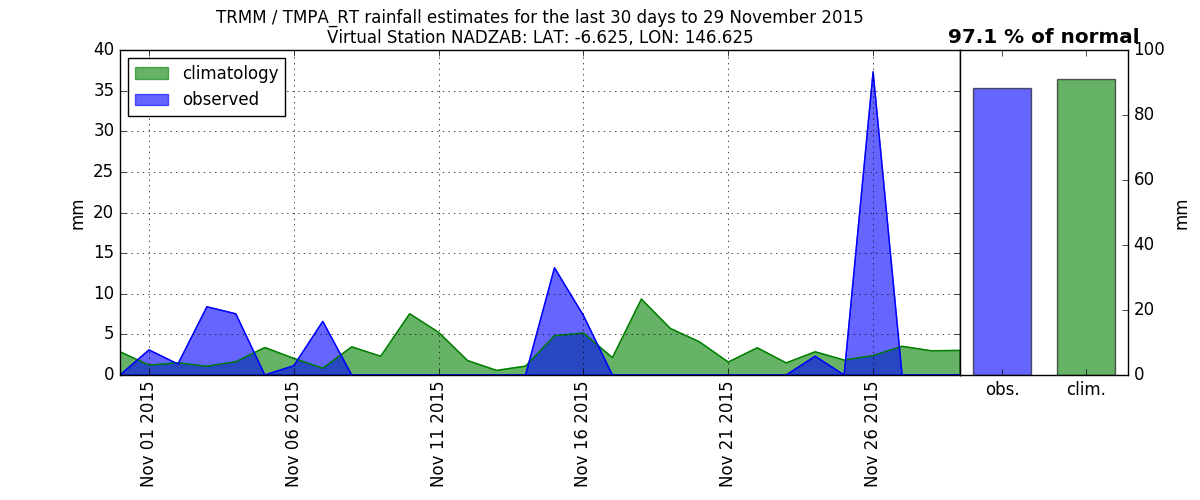 TRMM / TMPA_RT rainfall estimates for the last 30 days to 29 November 2015
Virtual Station NADZAB: LAT: -6.625, LON: 146.625
97.1 % of normal
climatology
observed
mm
40
35
30
25
20
15
10
5
0
Nov 01 2015
Nov 06 2015
Nov 11 2015
Nov 16 2015
Nov 21 2015
Nov 26 2015
obs.
clim.
100
80
60
40
20
0
mm